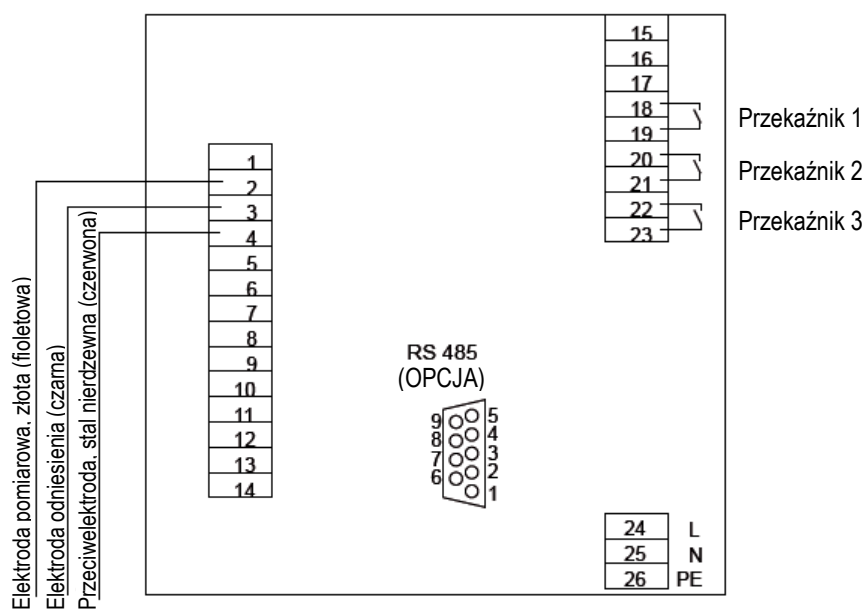 15
16
17
18
19
20
21
22
23
Przekaźnik 1
Przekaźnik 2
Przekaźnik 3
1
2
3
4
5
6
7
8
9
10
11
12
13
14
Elektroda pomiarowa, złota (fioletowa)
Elektroda odniesienia (czarna)
Przeciwelektroda, stal nierdzewna (czerwona)
RS 485
(OPCJA)
9 5
8 4
7 3
6 2
1
24 L
25 N
26 PE